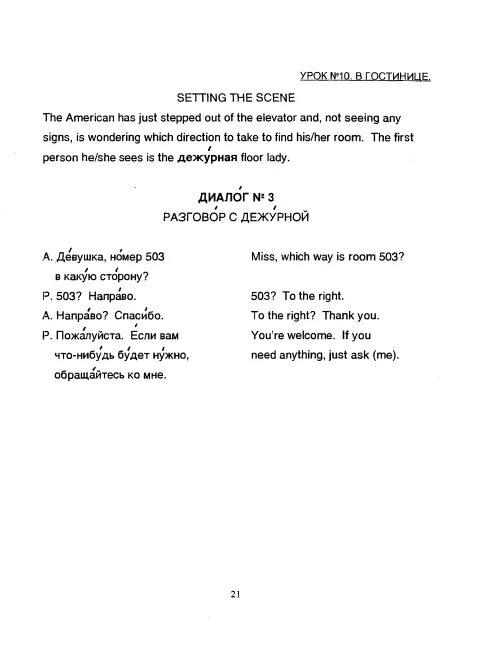 УРОК №10. В ГОСТИНИЦЕ.
SETTING THE SCENE
The American has just stepped out of the elevator and, not seeing any
signs, is wondering which direction to take to find his/her room. The first
person he/she sees is the дежу́рная floor lady.
ДИАЛО́Г № 3
РАЗГОВО́Р С ДЕЖУ́РНОЙ
А. Де́вушка, но́мер 503 Miss, which way is room 503?
в каку́ю сто́рону?
Р. 503? Напра́во. 503? To the right.
А. Напра́во? Спаси́бо. To the right? Thank you.
Р. Пожа́луйста. Е́сли вам You're welcome. If you
что-нибу́дь бу́дет ну́жно, need anything, just ask (me).
обраща́йтесь ко мне.
21